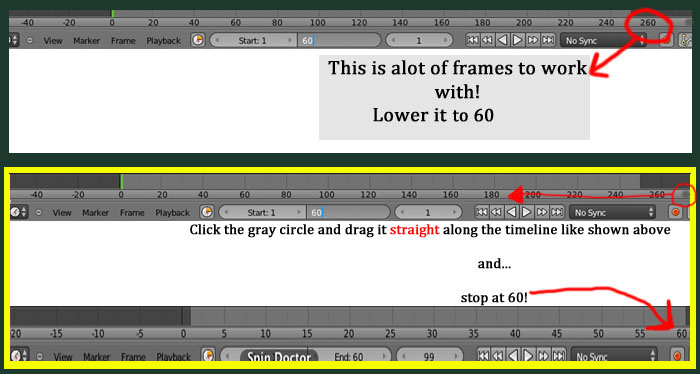 -40 -20 0 20 40 60 80 100 120 140 160 180 200 220 240 260
View Marker Frame Playback Start: 1 60 1 No Sync
This is alot of frames to work
with!
Lower it to 60
-40 -20 0 20 40 60 80 100 120 140 160 180 200 220 240 260
View Marker Frame Playback Start: 1 60 1 No Sync
Click the gray circle and drag it straight along the timeline like shown above
and...
stop at 60!
-20 -15 -10 -5 0 5 10 15 20 25 30 35 40 45 50 55 60
View Marker Frame Playback Spin Doctor End: 60 99 No Sync